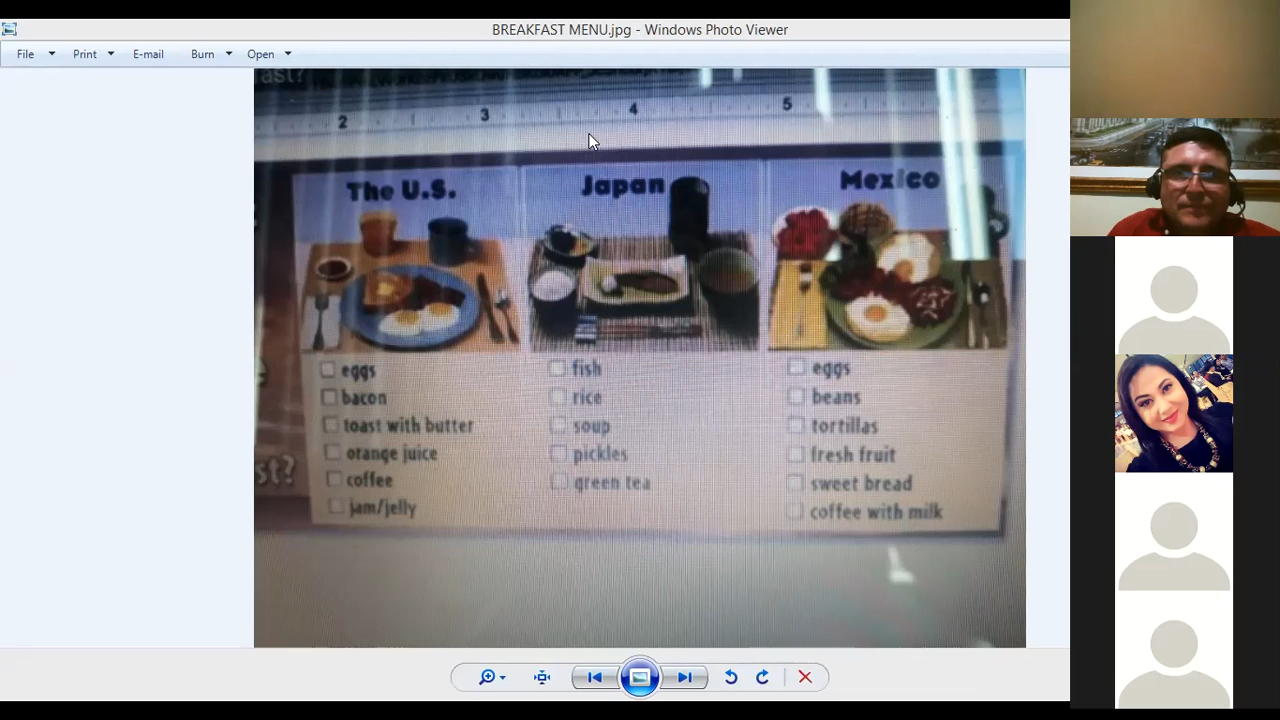 BREAKFAST MENU.jpg - Windows Photo Viewer
File Print E-mail Burn Open
fast?
2 3 4 5
The U.S.
eggs
bacon
toast with butter
orange juice
coffee
jam/jelly
Japan
fish
rice
soup
pickles
green tea
Mexico
eggs
beans
tortillas
fresh fruit
sweet bread
coffee with milk
st?